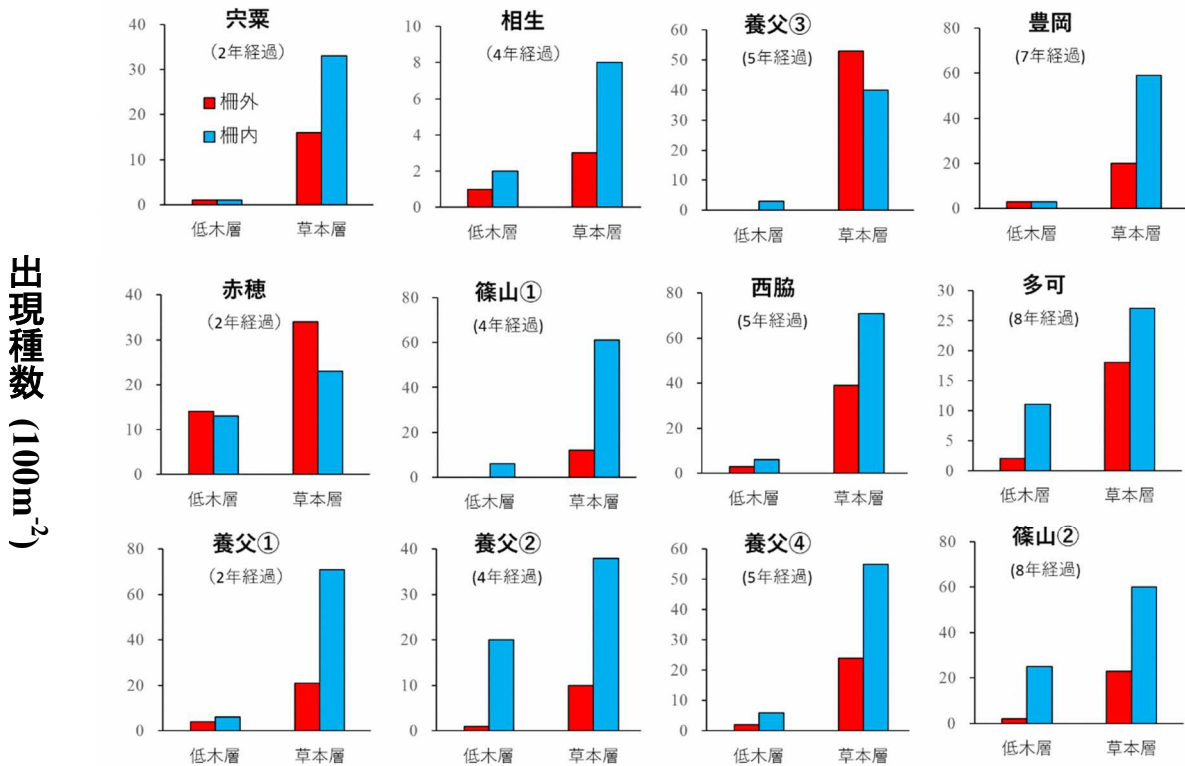 出現種数 (100m⁻²)
宍粟
(2年経過)
柵外
柵内
40
30
20
10
0
低木層
草本層
相生
(4年経過)
10
8
6
4
2
0
低木層
草本層
養父③
(5年経過)
60
50
40
30
20
10
0
低木層
草本層
豊岡
(7年経過)
80
60
40
20
0
低木層
草本層
赤穂
(2年経過)
40
30
20
10
0
低木層
草本層
篠山①
(4年経過)
80
60
40
20
0
低木層
草本層
西脇
(5年経過)
80
60
40
20
0
低木層
草本層
多可
(8年経過)
30
25
20
15
10
5
0
低木層
草本層
養父①
(2年経過)
80
60
40
20
0
低木層
草本層
養父②
(4年経過)
40
30
20
10
0
低木層
草本層
養父④
(5年経過)
60
50
40
30
20
10
0
低木層
草本層
篠山②
(8年経過)
80
60
40
20
0
低木層
草本層